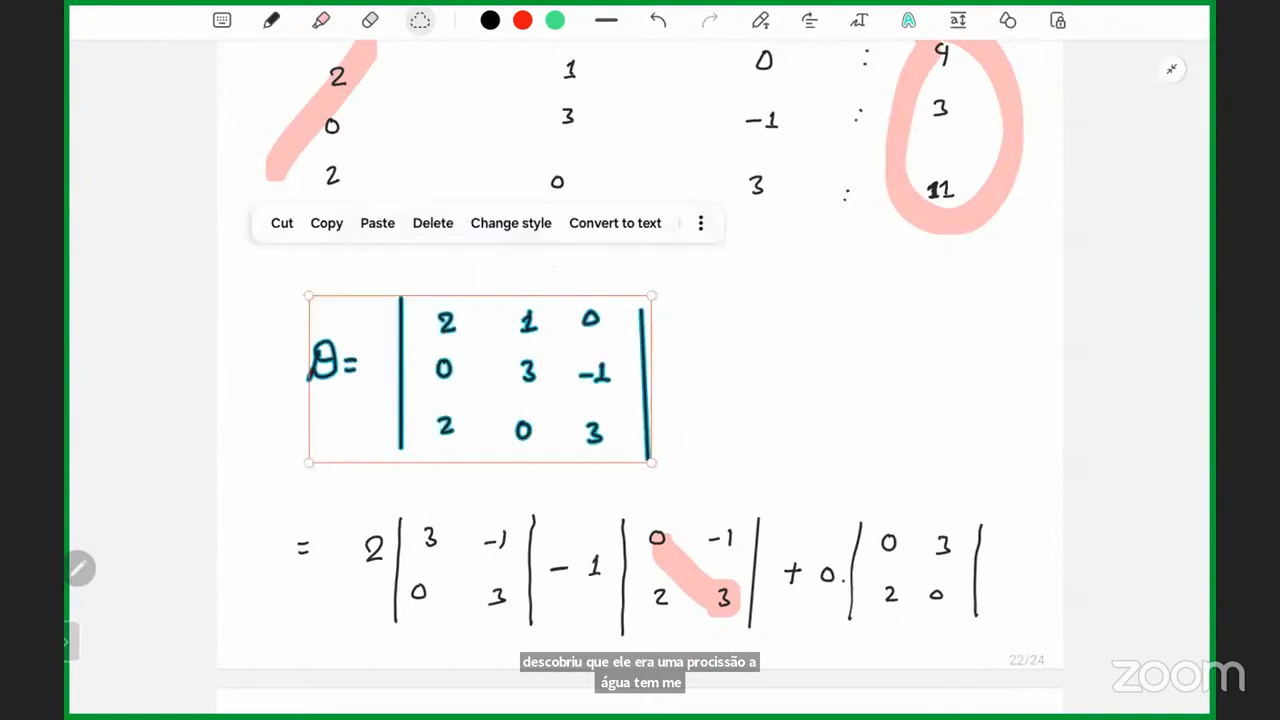 2 1 0 : 4
0 3 -1 : 3
2 0 3 : 11
Cut Copy Paste Delete Change style Convert to text
2 1 0
= 0 3 -1
2 0 3
= 2 | 3 -1 | - 1 | 0 -1 | + 0. | 0 3 |
0 3 2 3 2 0
descobriu que ele era uma procissão a
água tem me
22/24
zoom